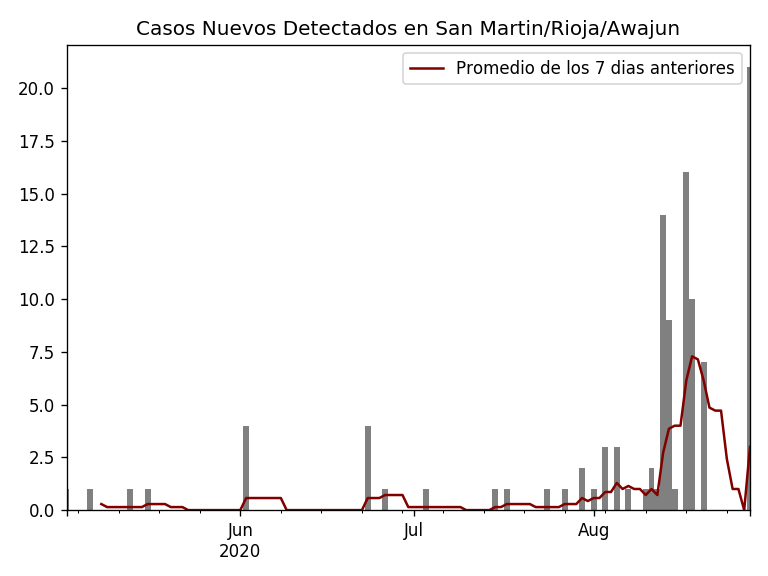 Casos Nuevos Detectados en San Martin/Rioja/Awajun
Promedio de los 7 dias anteriores
20.0
17.5
15.0
12.5
10.0
7.5
5.0
2.5
0.0
Jun
2020
Jul
Aug